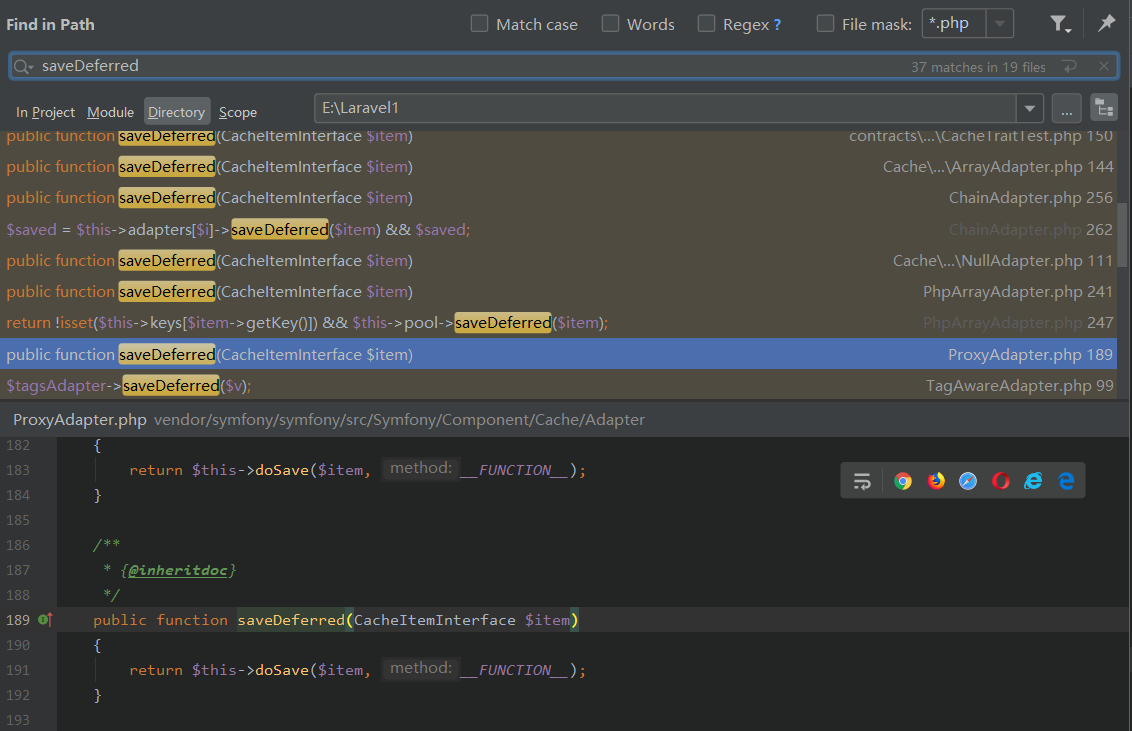 Find in Path Match case Words Regex ? File mask: *.php
saveDeferred 37 matches in 19 files
In Project Module Directory Scope E:\Laravel1 ...
public function saveDeferred(CacheItemInterface $item) contracts\...\CacheTraitTest.php 150
public function saveDeferred(CacheItemInterface $item) Cache\...\ArrayAdapter.php 144
public function saveDeferred(CacheItemInterface $item) ChainAdapter.php 256
$saved = $this->adapters[$i]->saveDeferred($item) && $saved; ChainAdapter.php 262
public function saveDeferred(CacheItemInterface $item) Cache\...\NullAdapter.php 111
public function saveDeferred(CacheItemInterface $item) PhpArrayAdapter.php 241
return !isset($this->keys[$item->getKey()]) && $this->pool->saveDeferred($item); PhpArrayAdapter.php 247
public function saveDeferred(CacheItemInterface $item) ProxyAdapter.php 189
$tagsAdapter->saveDeferred($v); TagAwareAdapter.php 99
ProxyAdapter.php vendor/symfony/symfony/src/Symfony/Component/Cache/Adapter
182 {
183 return $this->doSave($item, method: __FUNCTION__);
184 }
185
186 /**
187 * {@inheritdoc}
188 */
189 public function saveDeferred(CacheItemInterface $item)
190 {
191 return $this->doSave($item, method: __FUNCTION__);
192 }
193